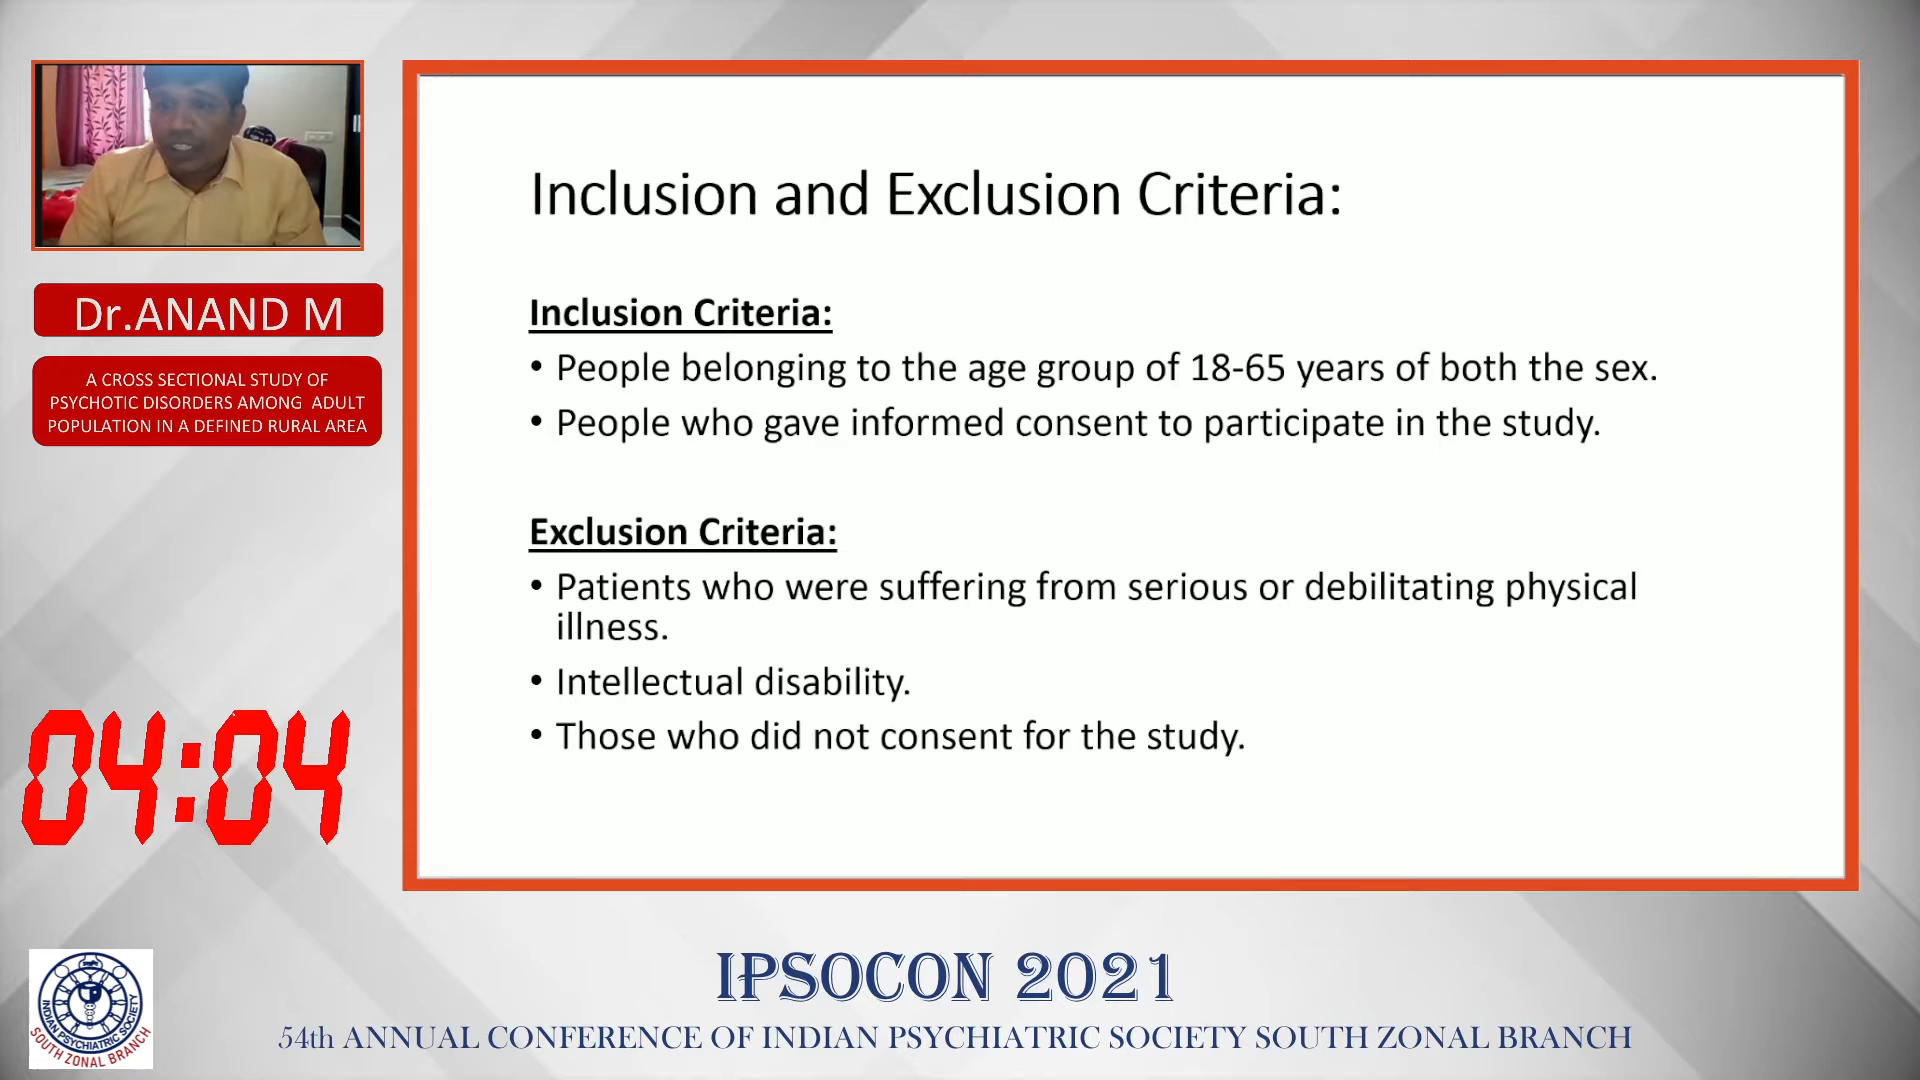 Dr.ANAND M
A CROSS SECTIONAL STUDY OF
PSYCHOTIC DISORDERS AMONG ADULT
POPULATION IN A DEFINED RURAL AREA
04:04
Inclusion and Exclusion Criteria:
Inclusion Criteria:
• People belonging to the age group of 18-65 years of both the sex.
• People who gave informed consent to participate in the study.
Exclusion Criteria:
• Patients who were suffering from serious or debilitating physical
illness.
• Intellectual disability.
• Those who did not consent for the study.
INDIAN PSYCHIATRIC SOCIETY
SOUTH ZONAL BRANCH
IPSOCON 2021
54th ANNUAL CONFERENCE OF INDIAN PSYCHIATRIC SOCIETY SOUTH ZONAL BRANCH